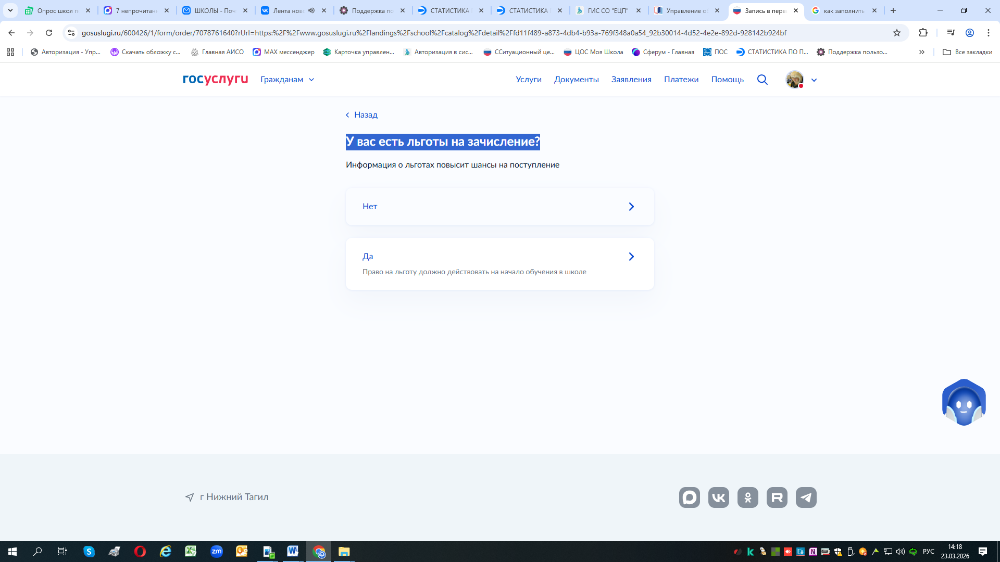 Опрос школ п
7 непрочитан
ШКОЛЫ - Поч
Лента ново
Поддержка по
СТАТИСТИКА
СТАТИСТИКА
ГИС СО "ЕЦП"
Управление об
Запись в перв
как заполнить
gosuslugi.ru/600426/1/form/order/7078761640?rUrl=https:%2F%2Fwww.gosuslugi.ru%2Flandings%2Fschool%2Fcatalog%2Fdetail%2Ffd11f489-a873-4db4-b93a-769f348a0a54_92b30014-4d52-4e2e-892d-928142b924bf
Авторизация - Упр...
Скачать обложку с...
Главная АИСО
MAX мессенджер
Карточка управлен...
Авторизация в сис...
ССитуационный це...
ЦОС Моя Школа
Сферум - Главная
ПОС
СТАТИСТИКА ПО П...
Поддержка пользо...
Все закладки
госуслуги
Гражданам
Услуги
Документы
Заявления
Платежи
Помощь
Назад
У вас есть льготы на зачисление?
Информация о льготах повысит шансы на поступление
Нет
Да
Право на льготу должно действовать на начало обучения в школе
г Нижний Тагил
РУС
14:18
23.03.2026